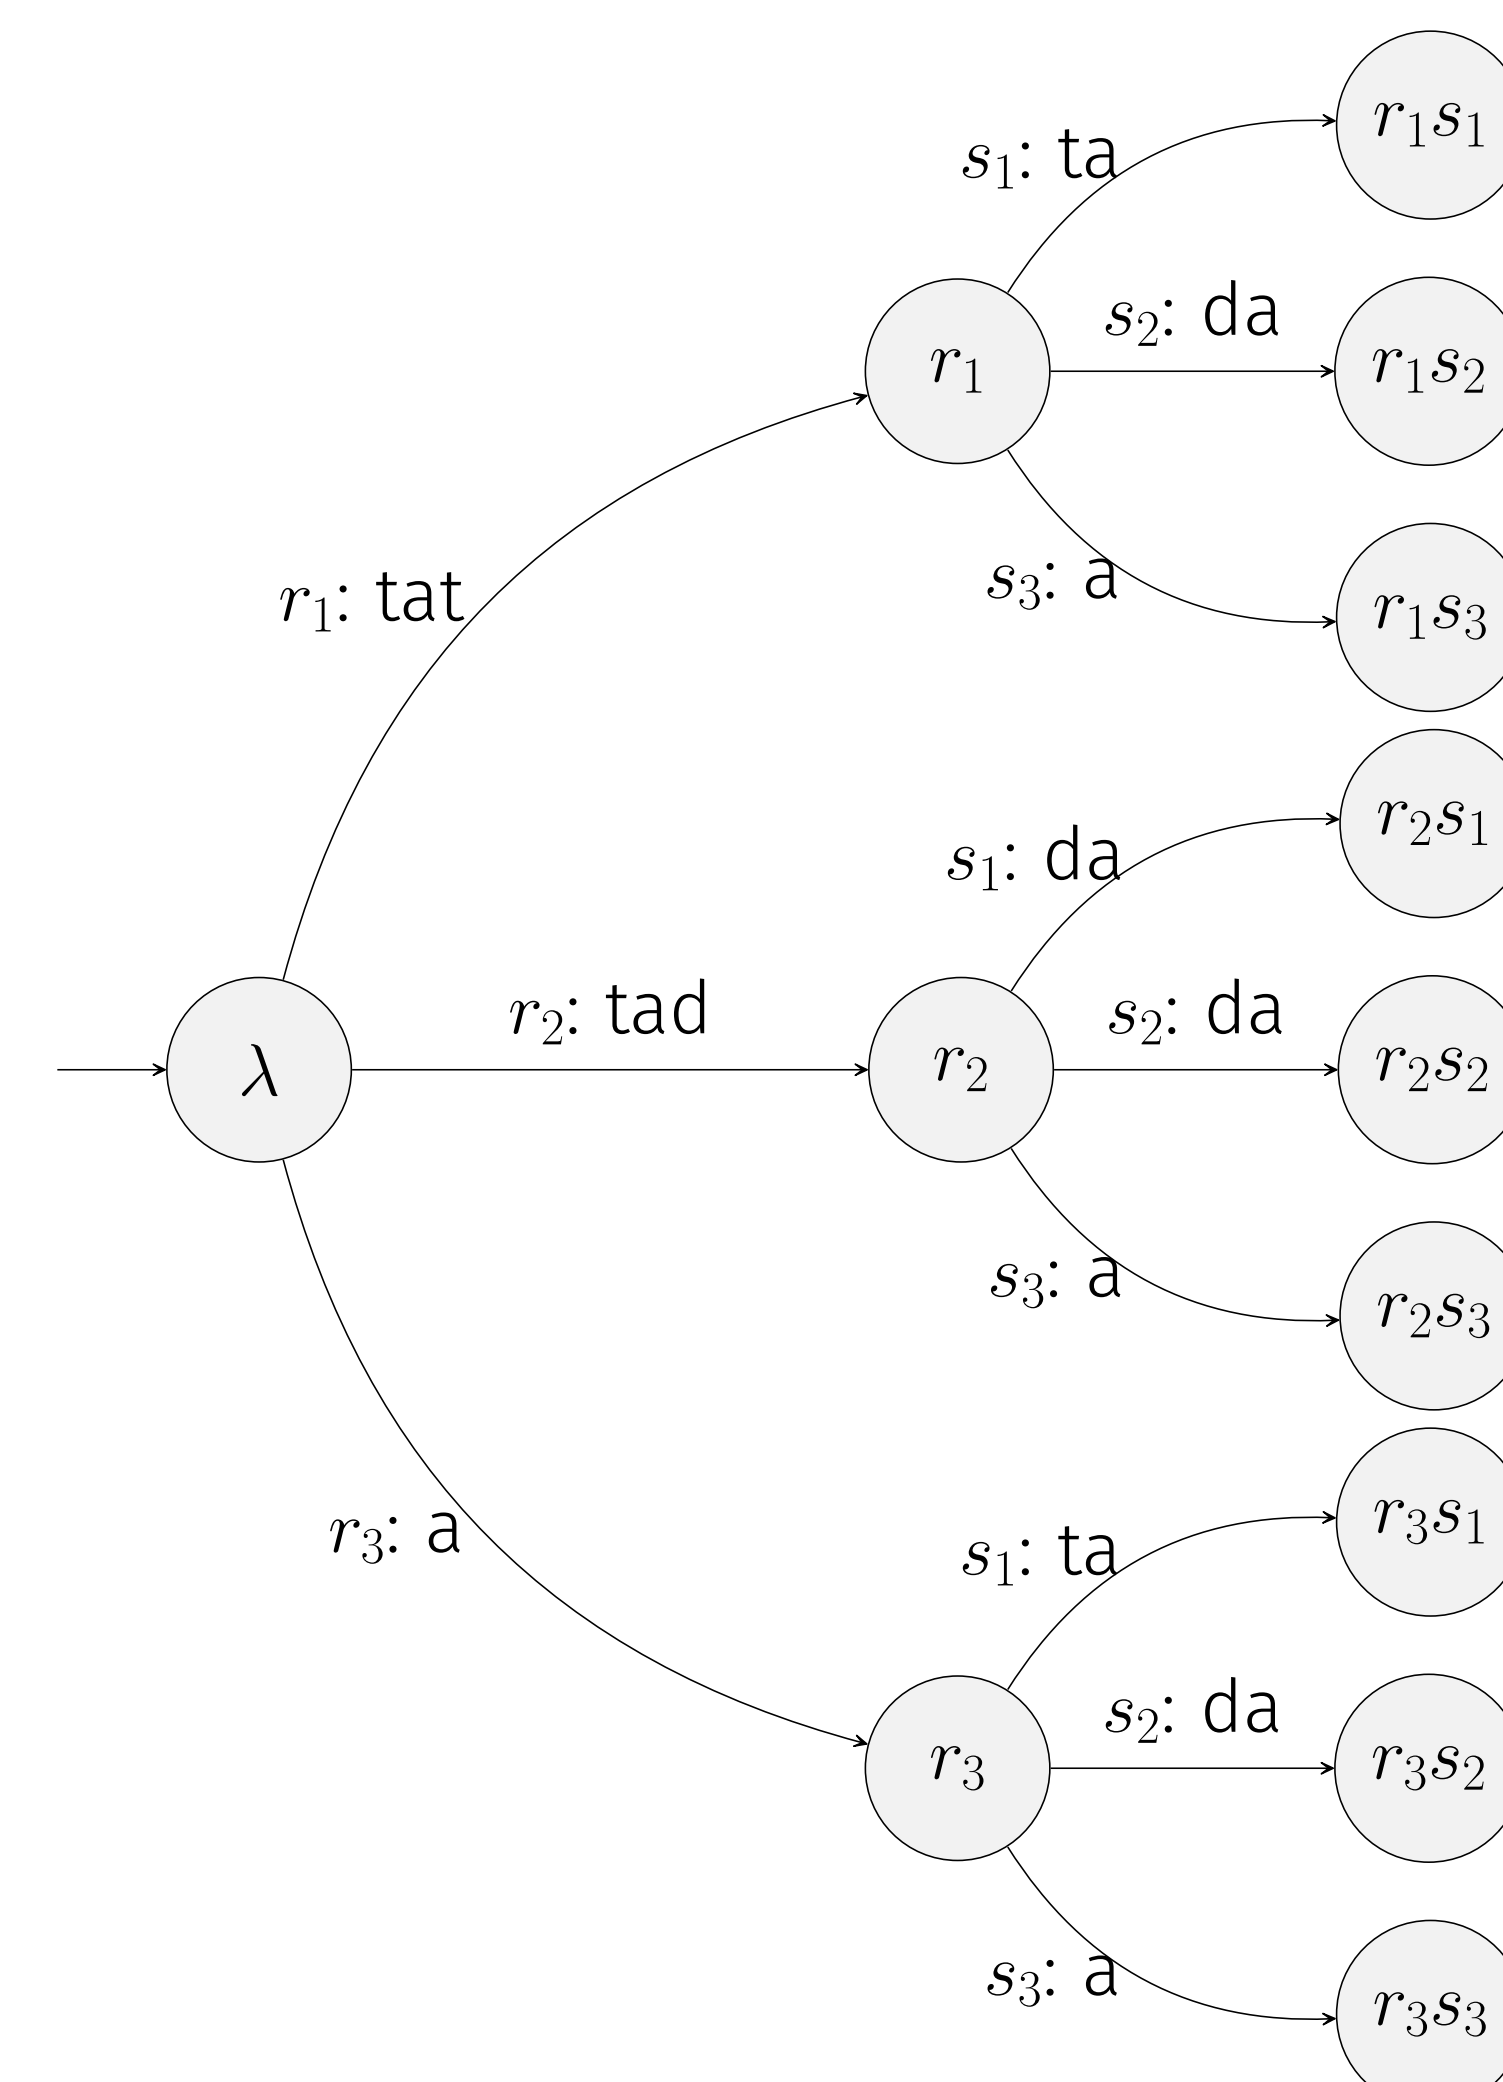 r₁s₁
s₁: ta
s₂: da
r₁
r₁s₂
s₃: a
r₁s₃
r₁: tat
r₂s₁
s₁: da
r₂: tad
s₂: da
λ
r₂
r₂s₂
s₃: a
r₂s₃
r₃: a
s₁: ta
r₃s₁
s₂: da
r₃
r₃s₂
s₃: a
r₃s₃